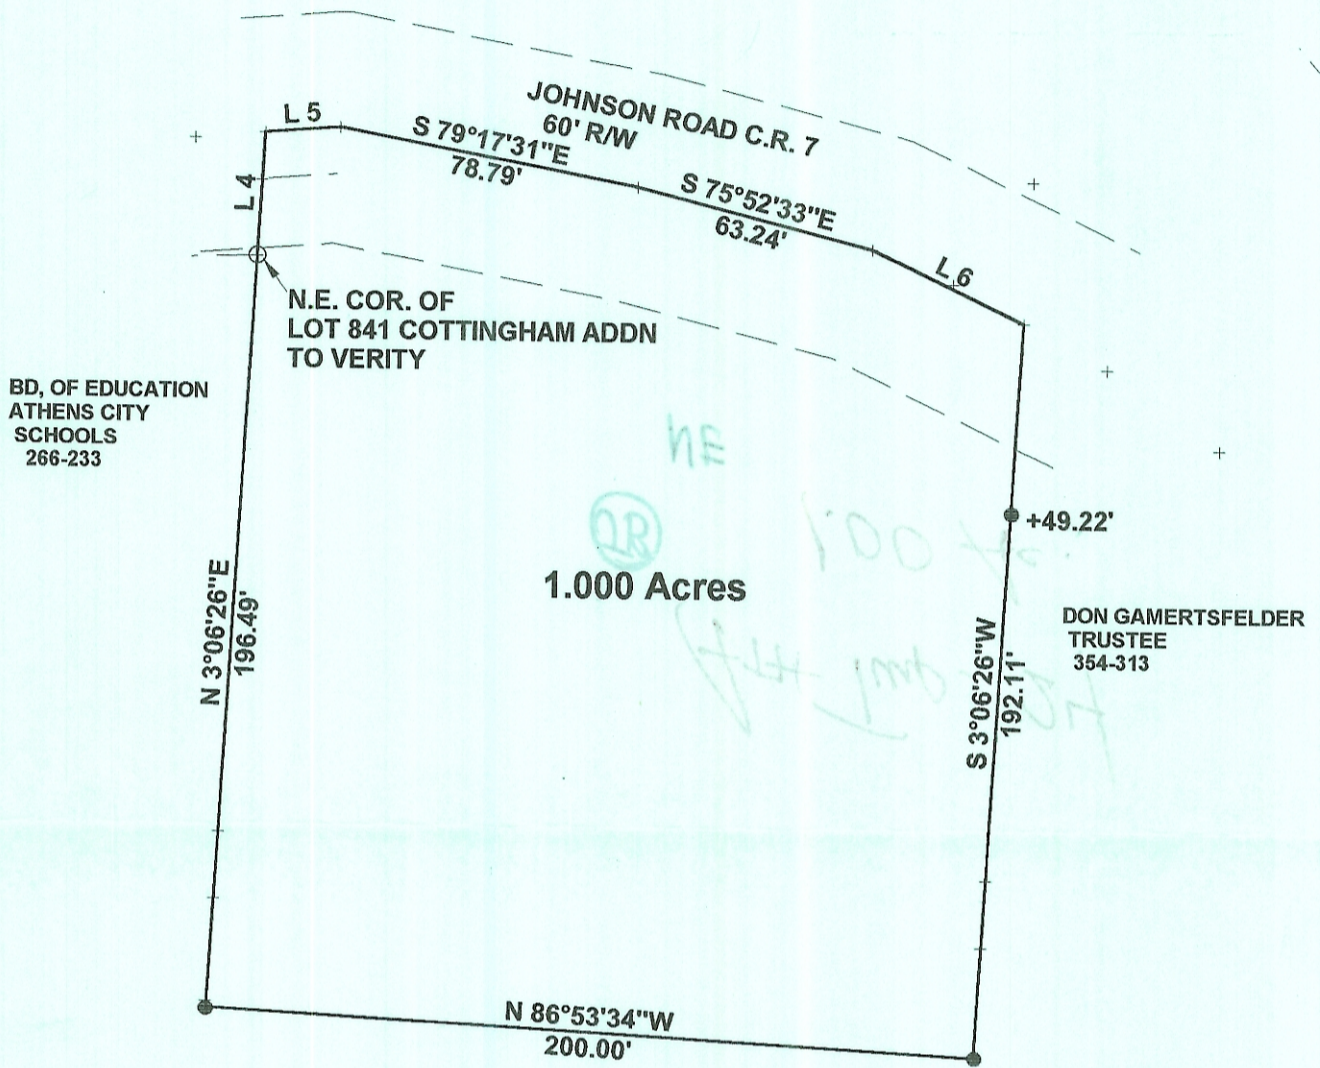 JOHNSON ROAD C.R. 7
60' R/W
L 5
S 79°17'31"E
78.79'
S 75°52'33"E
63.24'
L 4
L 6
N.E. COR. OF
LOT 841 COTTINGHAM ADDN
TO VERITY
BD, OF EDUCATION
ATHENS CITY
SCHOOLS
266-233
NE
+49.22'
1.00
1.000 Acres
N 3°06'26"E
196.49'
S 3°06'26"W
192.11'
DON GAMERTSFELDER
TRUSTEE
354-313
N 86°53'34"W
200.00'